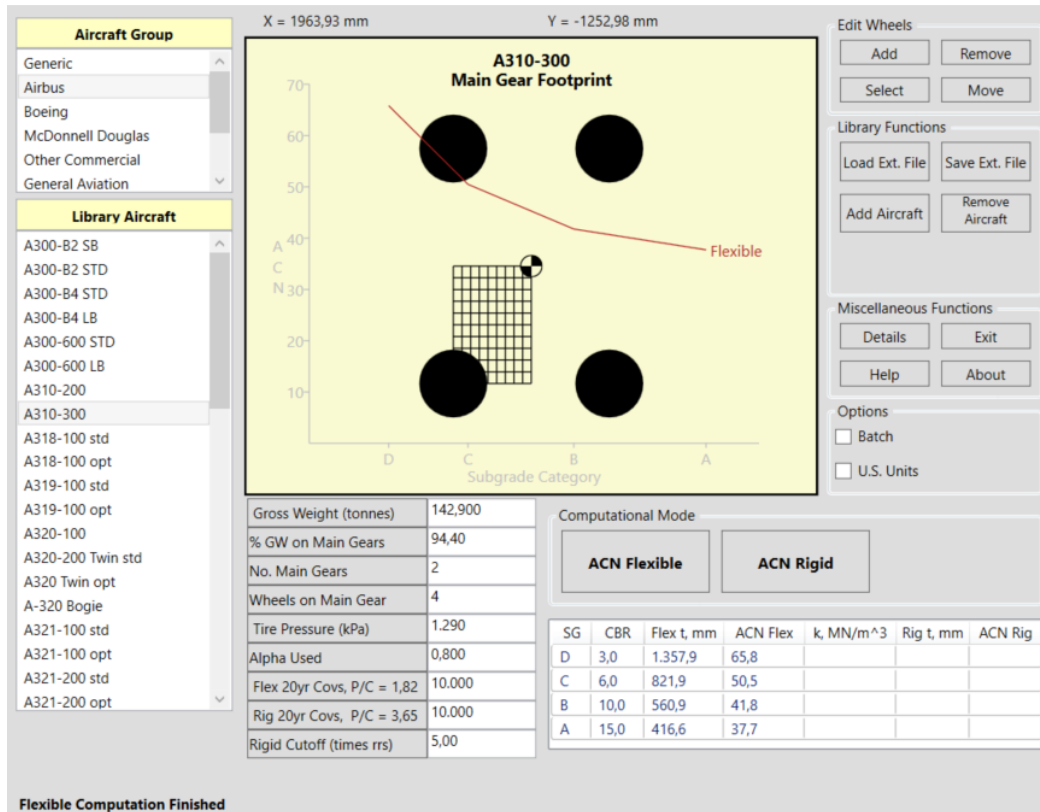 X = 1963,93 mm
Y = -1252,98 mm
Aircraft Group
Generic
Airbus
Boeing
McDonnell Douglas
Other Commercial
General Aviation
Library Aircraft
A300-B2 SB
A300-B2 STD
A300-B4 STD
A300-B4 LB
A300-600 STD
A300-600 LB
A310-200
A310-300
A318-100 std
A318-100 opt
A319-100 std
A319-100 opt
A320-100
A320-200 Twin std
A320 Twin opt
A-320 Bogie
A321-100 std
A321-100 opt
A321-200 std
A321-200 opt
A310-300
Main Gear Footprint
70
60
50
40
30
20
10
A
C
N
Flexible
D C B A
Subgrade Category
Edit Wheels
Add Remove
Select Move
Library Functions
Load Ext. File Save Ext. File
Add Aircraft Remove
Aircraft
Miscellaneous Functions
Details Exit
Help About
Options
Batch
U.S. Units
Gross Weight (tonnes) 142,900
% GW on Main Gears 94,40
No. Main Gears 2
Wheels on Main Gear 4
Tire Pressure (kPa) 1.290
Alpha Used 0,800
Flex 20yr Covs, P/C = 1,82 10.000
Rig 20yr Covs, P/C = 3,65 10.000
Rigid Cutoff (times rrs) 5,00
Computational Mode
ACN Flexible ACN Rigid
SG CBR Flex t, mm ACN Flex k, MN/m^3 Rig t, mm ACN Rig
D 3,0 1.357,9 65,8
C 6,0 821,9 50,5
B 10,0 560,9 41,8
A 15,0 416,6 37,7
Flexible Computation Finished